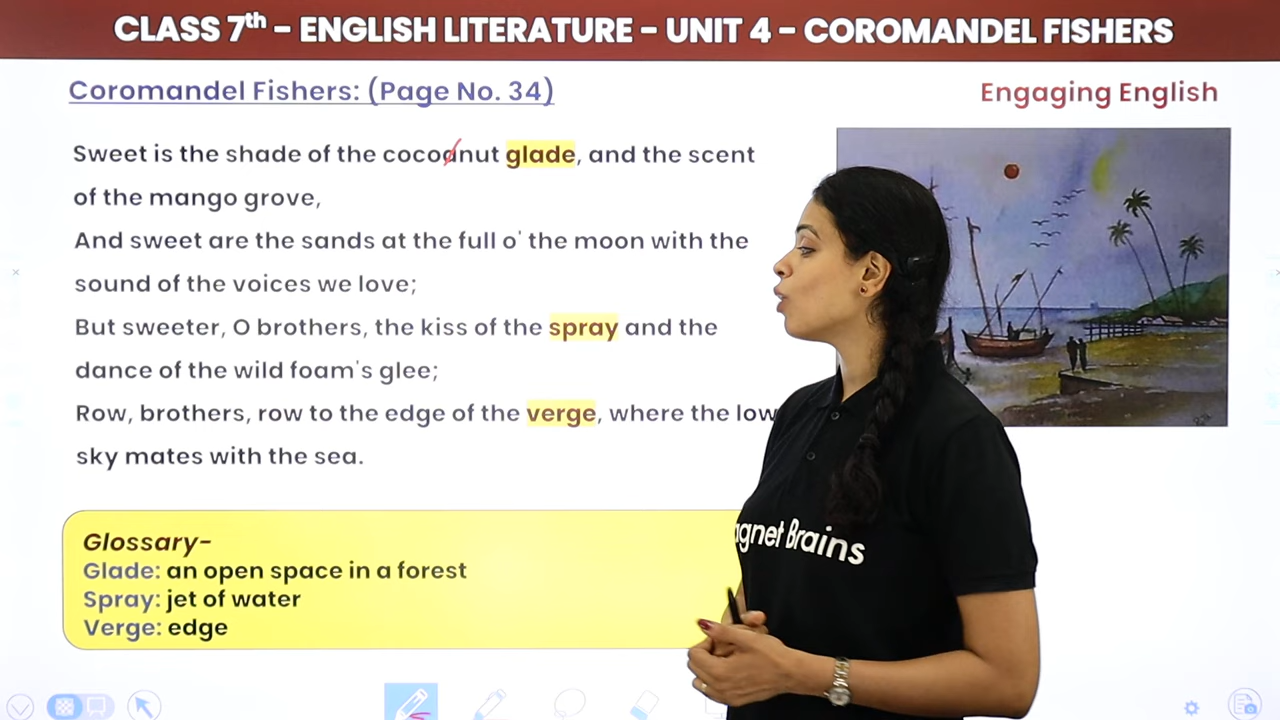 CLASS 7th - ENGLISH LITERATURE - UNIT 4 - COROMANDEL FISHERS
Coromandel Fishers: (Page No. 34)
Engaging English
Sweet is the shade of the cocoanut glade, and the scent
of the mango grove,
And sweet are the sands at the full o' the moon with the
sound of the voices we love;
But sweeter, O brothers, the kiss of the spray and the
dance of the wild foam's glee;
Row, brothers, row to the edge of the verge, where the low
sky mates with the sea.
Glossary-
Glade: an open space in a forest
Spray: jet of water
Verge: edge
agnet Brains